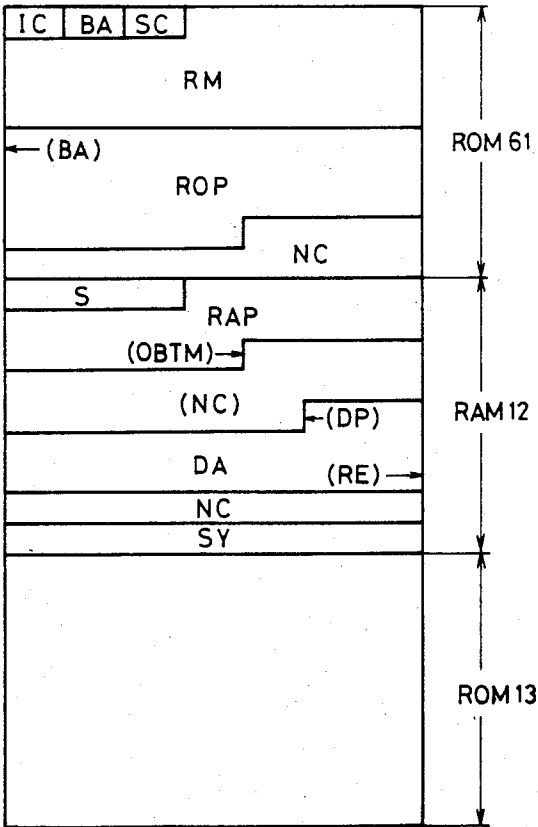 IC BA SC
RM
←(BA)
ROM 61
ROP
NC
S
RAP
(OBTM)→
(NC)
←(DP)
RAM 12
DA
(RE)→
NC
SY
ROM 13